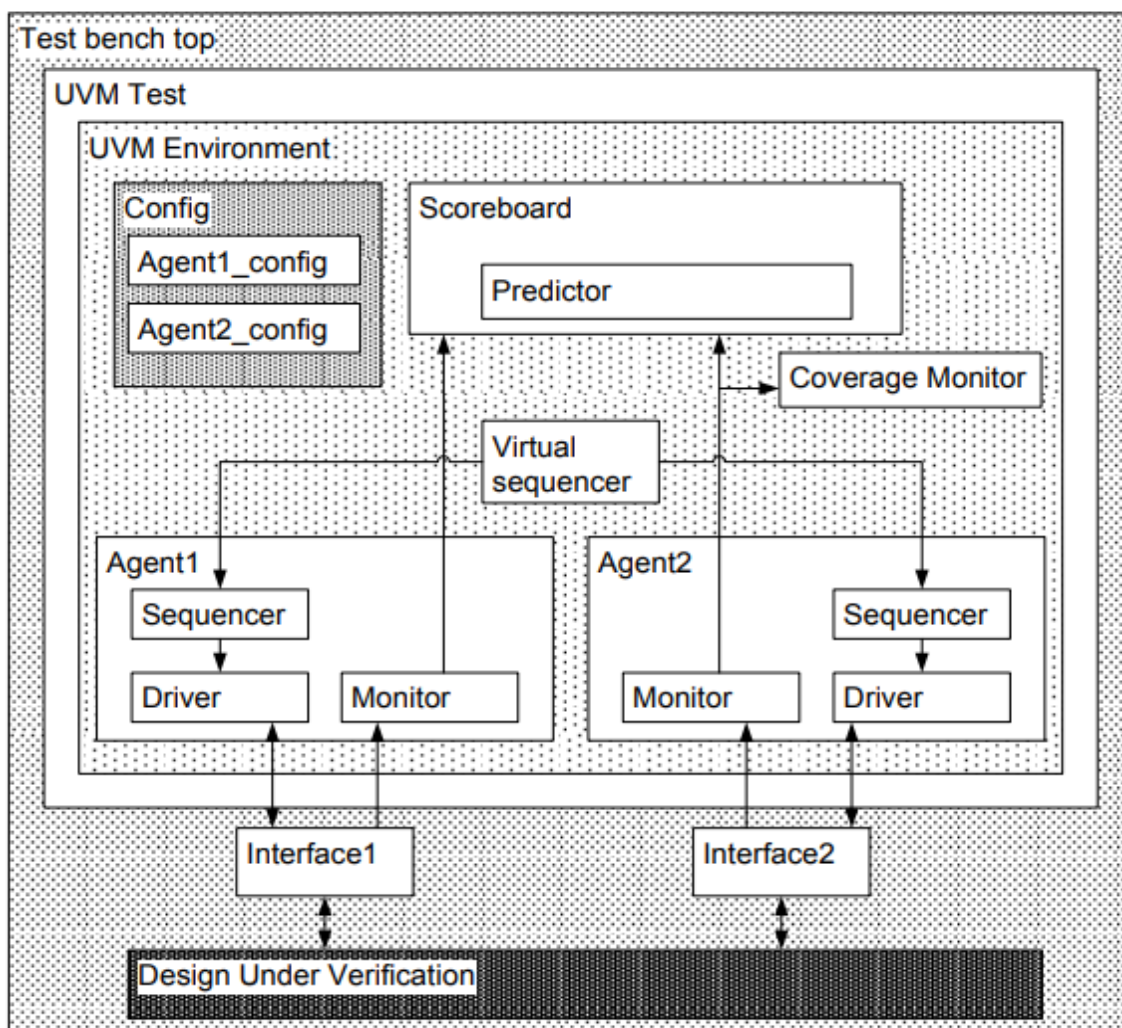 Test bench top
UVM Test
UVM Environment
Config
Agent1_config
Agent2_config
Scoreboard
Predictor
Coverage Monitor
Virtual
sequencer
Agent1
Sequencer
Driver
Monitor
Agent2
Sequencer
Monitor
Driver
Interface1
Interface2
Design Under Verification